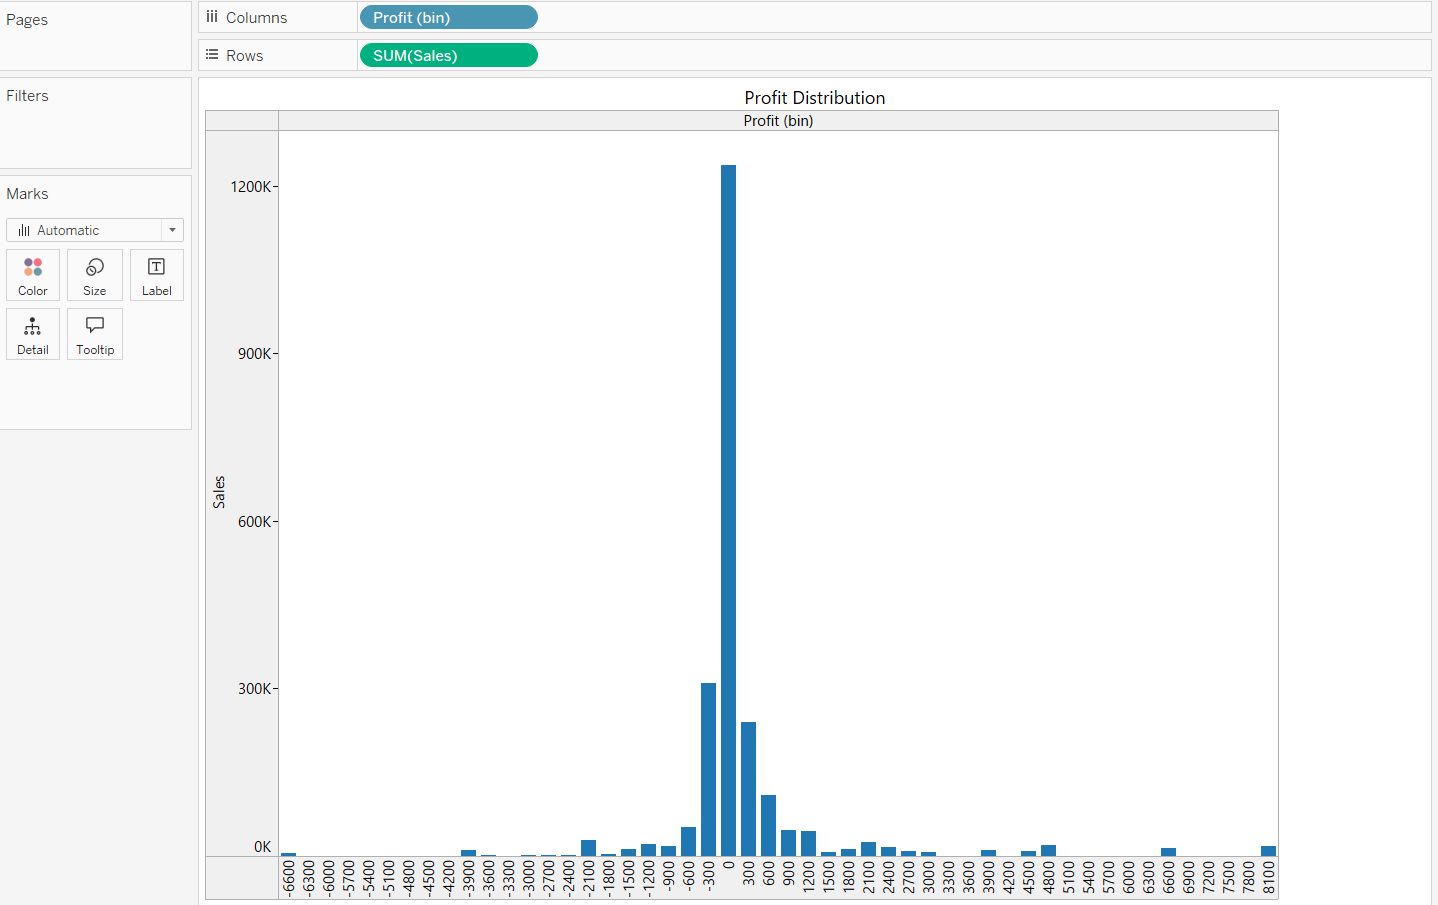 Pages
Columns
Profit (bin)
Rows
SUM(Sales)
Filters
Marks
Automatic
Color
Size
Label
Detail
Tooltip
Profit Distribution
Profit (bin)
1200K
900K
600K
300K
0K
Sales
-6600
-6300
-6000
-5700
-5400
-5100
-4800
-4500
-4200
-3900
-3600
-3300
-3000
-2700
-2400
-2100
-1800
-1500
-1200
-900
-600
-300
0
300
600
900
1200
1500
1800
2100
2400
2700
3000
3300
3600
3900
4200
4500
4800
5100
5400
5700
6000
6300
6600
6900
7200
7500
7800
8100